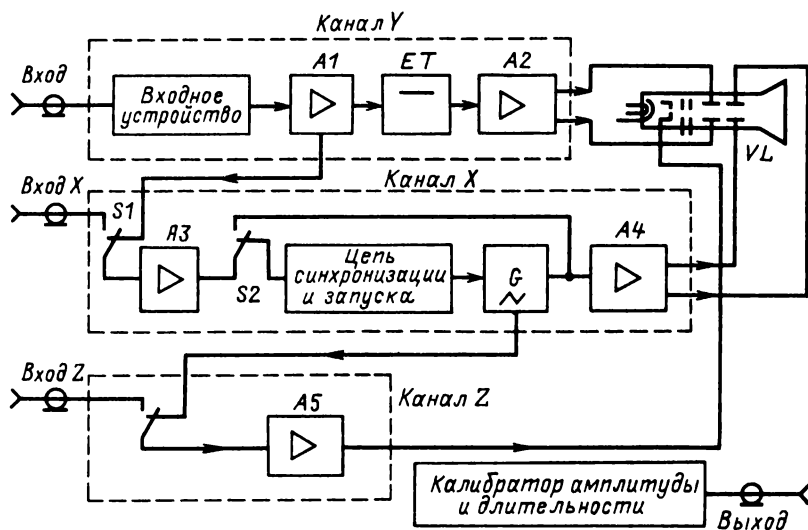 Канал Y
Вход
A1
ET
A2
Входное
устройство
VL
Канал X
Вход X
S1
A3
S2
Цепь
синхронизации
и запуска
G
A4
Вход Z
Канал Z
A5
Калибратор амплитуды
и длительности
Выход